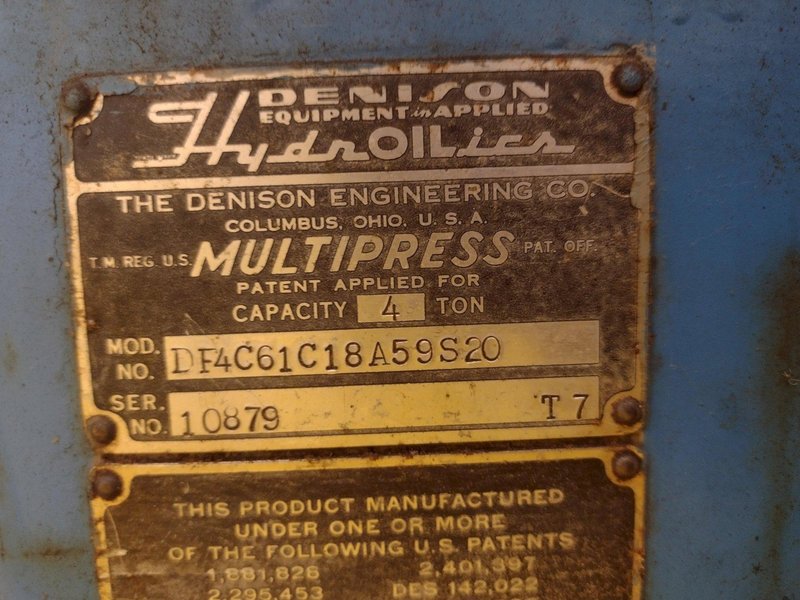 DENISON
EQUIPMENT in APPLIED
HydrOILics
THE DENISON ENGINEERING CO.
COLUMBUS, OHIO, U. S. A.
T.M. REG. U.S. MULTIPRESS PAT. OFF.
PATENT APPLIED FOR
CAPACITY 4 TON
MOD. NO. DF4C61C18A59S20
SER. NO. 10879 T7
THIS PRODUCT MANUFACTURED
UNDER ONE OR MORE
OF THE FOLLOWING U.S. PATENTS
1,881,826 2,401,397
2,295,453 DES 142,022